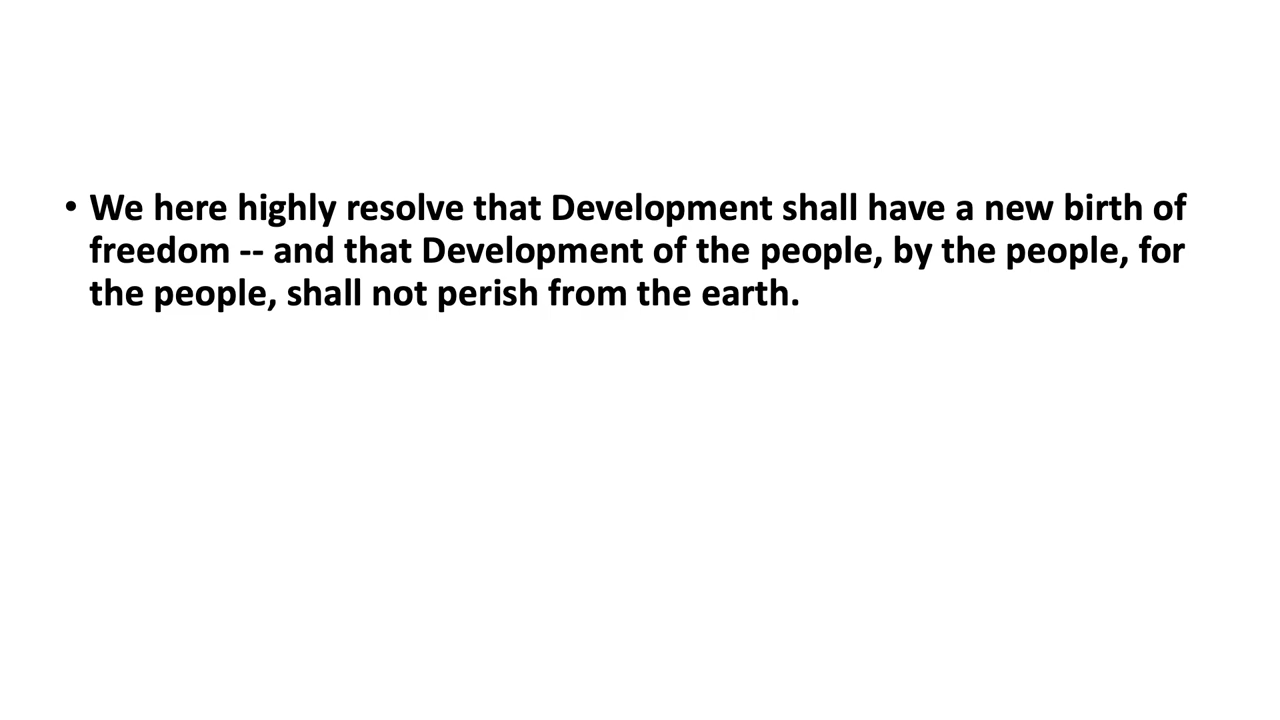 • We here highly resolve that Development shall have a new birth of
freedom -- and that Development of the people, by the people, for
the people, shall not perish from the earth.